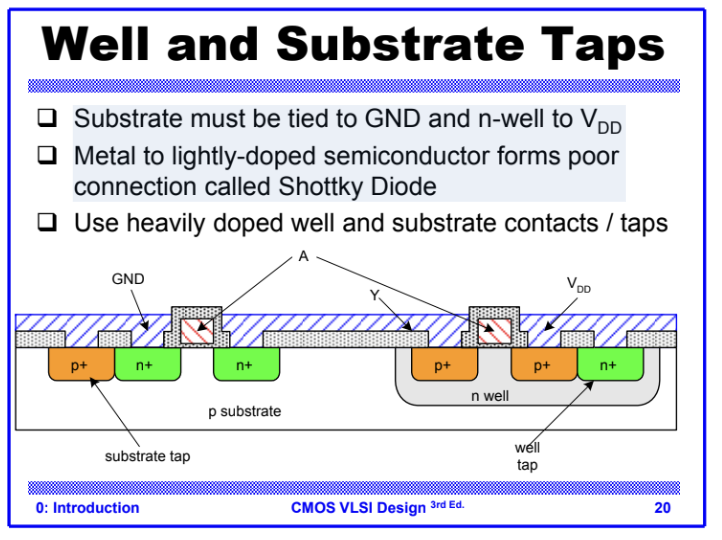 Well and Substrate Taps
❑ Substrate must be tied to GND and n-well to VDD
❑ Metal to lightly-doped semiconductor forms poor
connection called Shottky Diode
❑ Use heavily doped well and substrate contacts / taps
A
GND
Y
VDD
p+
n+
n+
p+
p+
n+
n well
p substrate
substrate tap
well
tap
0: Introduction
CMOS VLSI Design 3rd Ed.
20